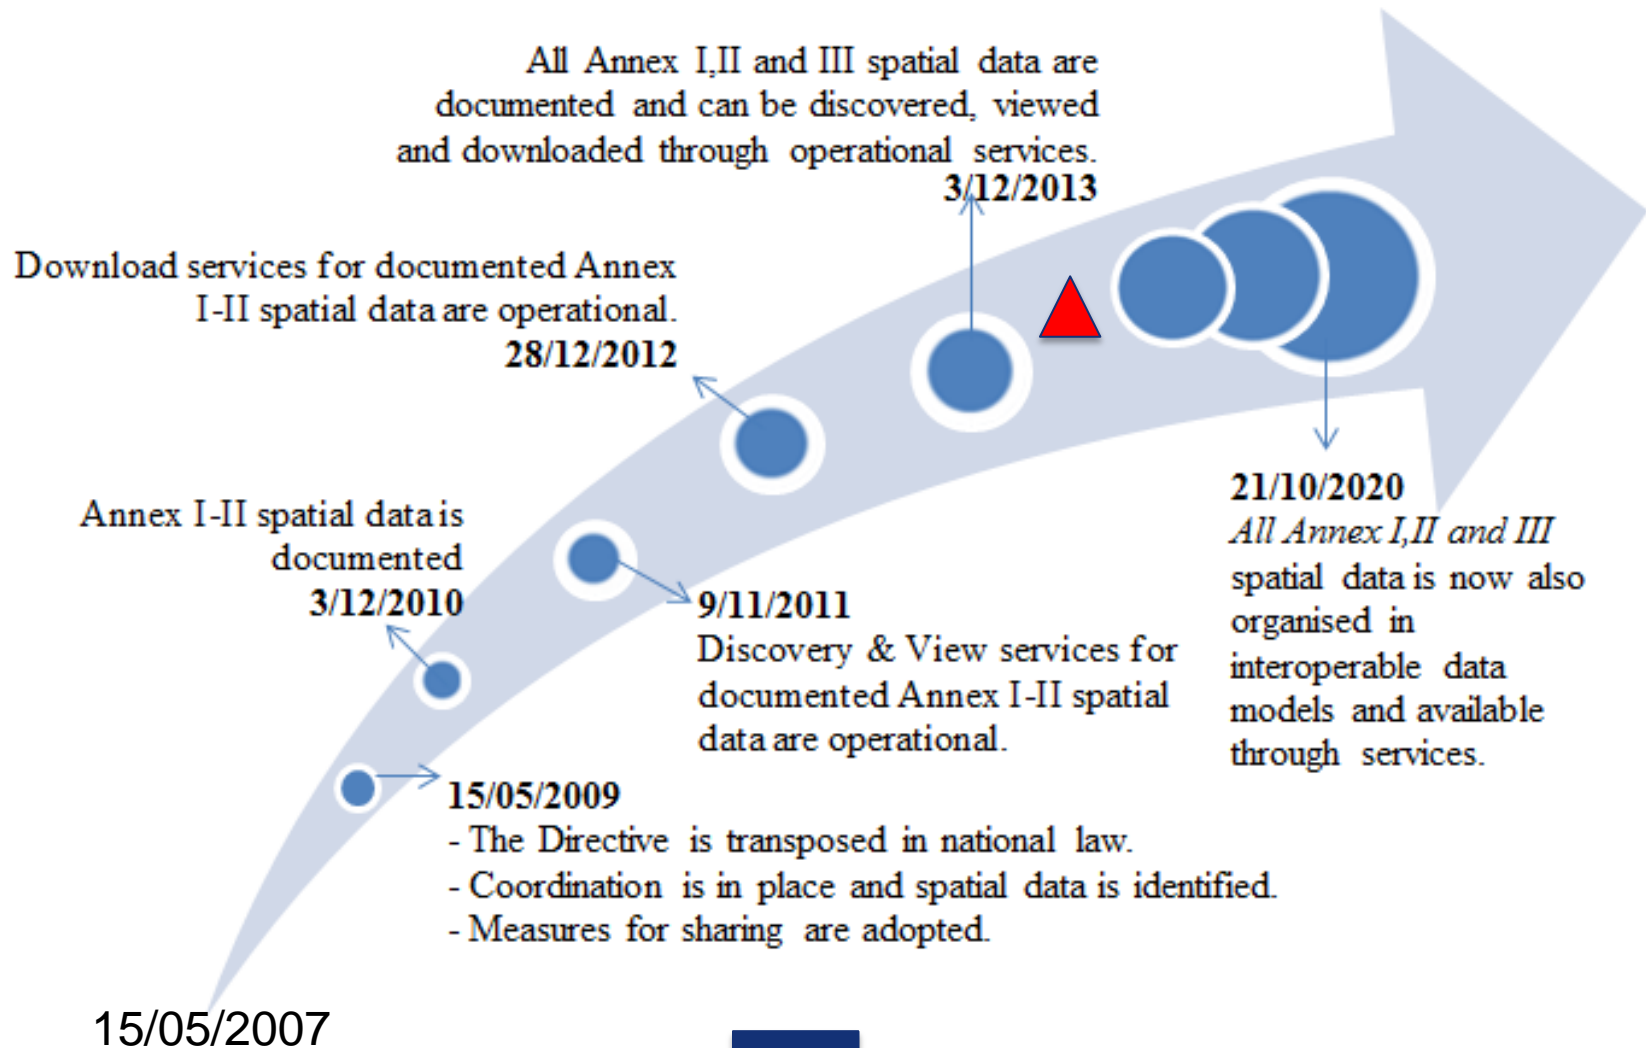 All Annex I,II and III spatial data are
documented and can be discovered, viewed
and downloaded through operational services.
3/12/2013
Download services for documented Annex
I-II spatial data are operational.
28/12/2012
Annex I-II spatial data is
documented
3/12/2010
9/11/2011
Discovery & View services for
documented Annex I-II spatial
data are operational.
21/10/2020
All Annex I,II and III
spatial data is now also
organised in
interoperable data
models and available
through services.
15/05/2009
- The Directive is transposed in national law.
- Coordination is in place and spatial data is identified.
- Measures for sharing are adopted.
15/05/2007